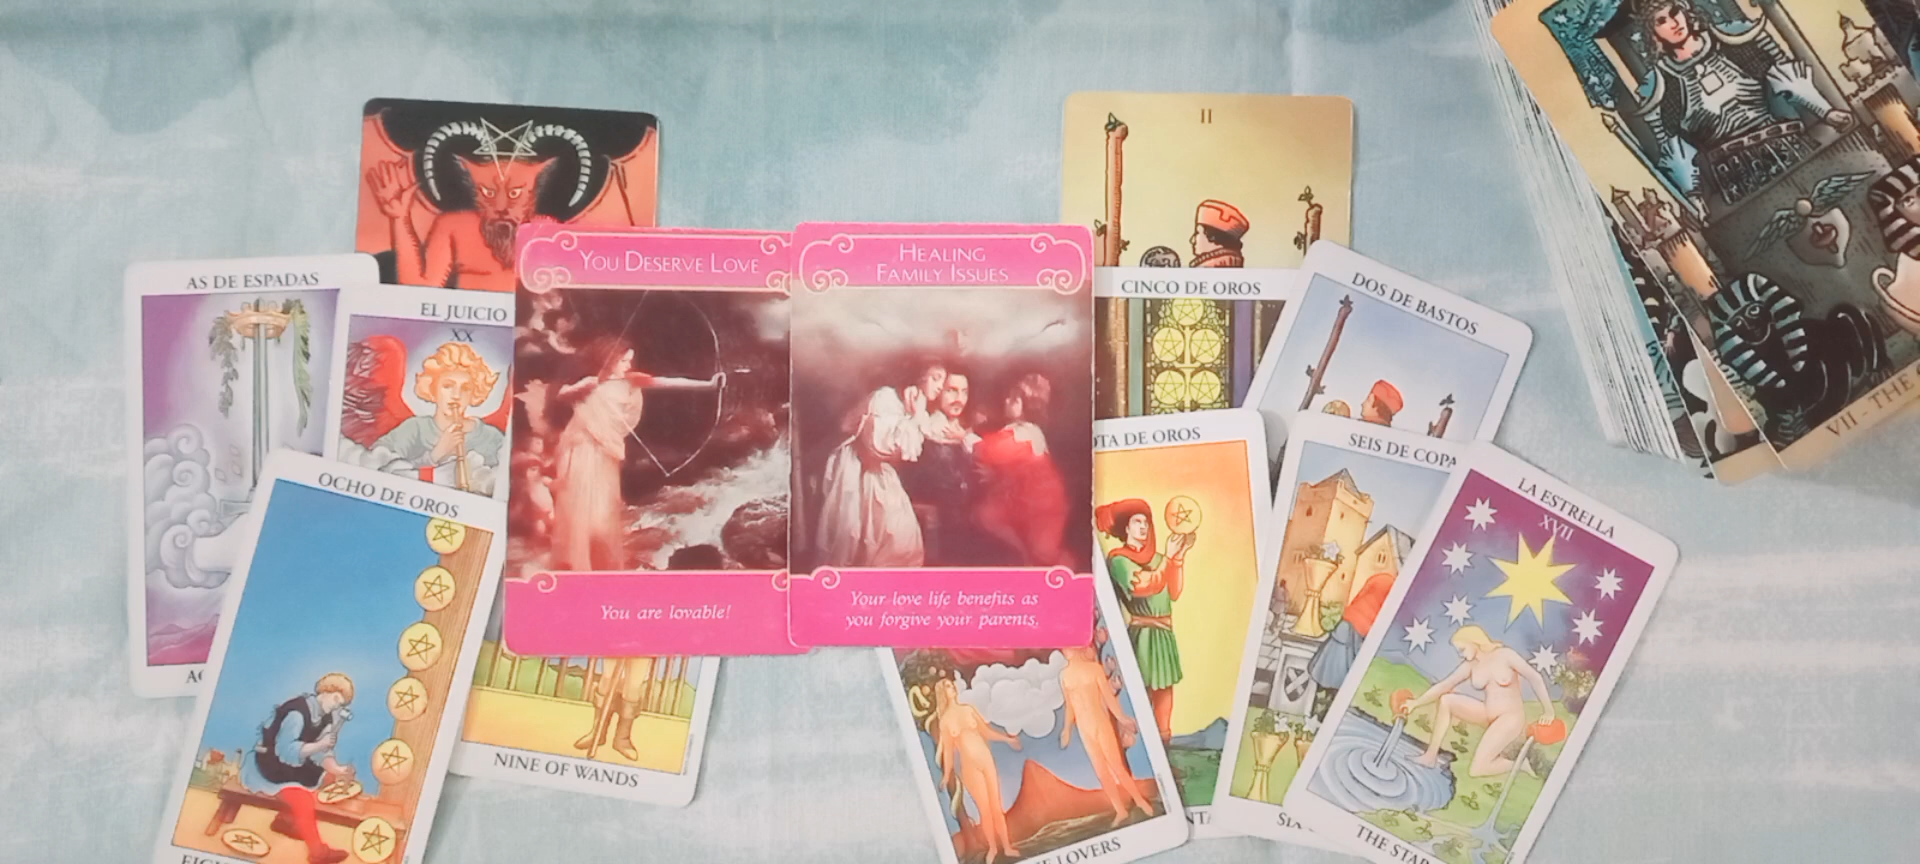 II
VII - THE
YOU DESERVE LOVE
You are lovable!
HEALING
FAMILY ISSUES
Your love life benefits as
you forgive your parents.
AS DE ESPADAS
EL JUICIO
XX
OCHO DE OROS
NINE OF WANDS
CINCO DE OROS
DOS DE BASTOS
OTA DE OROS
SEIS DE COPA
LA ESTRELLA
XVII
THE STAR
LOVERS